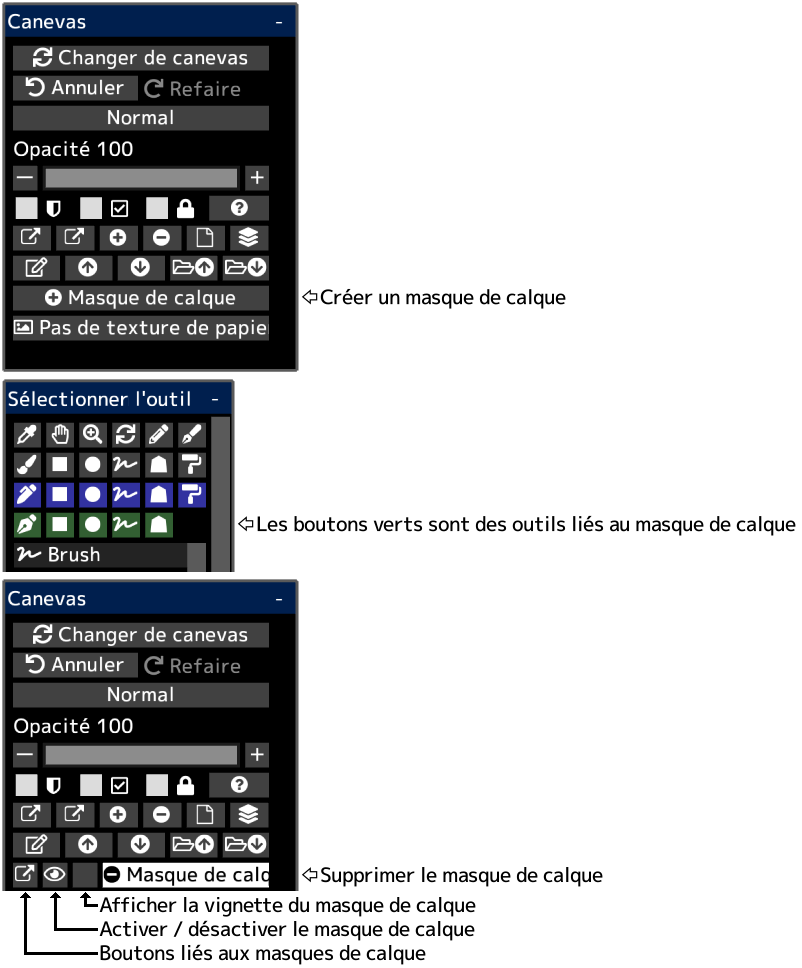 Canevas -
Changer de canevas
Annuler Refaire
Normal
Opacité 100
Masque de calque
⇦Créer un masque de calque
Pas de texture de papie
Sélectionner l'outil -
⇦Les boutons verts sont des outils liés au masque de calque
Brush
Canevas -
Changer de canevas
Annuler Refaire
Normal
Opacité 100
Masque de calq
⇦Supprimer le masque de calque
Afficher la vignette du masque de calque
Activer / désactiver le masque de calque
Boutons liés aux masques de calque